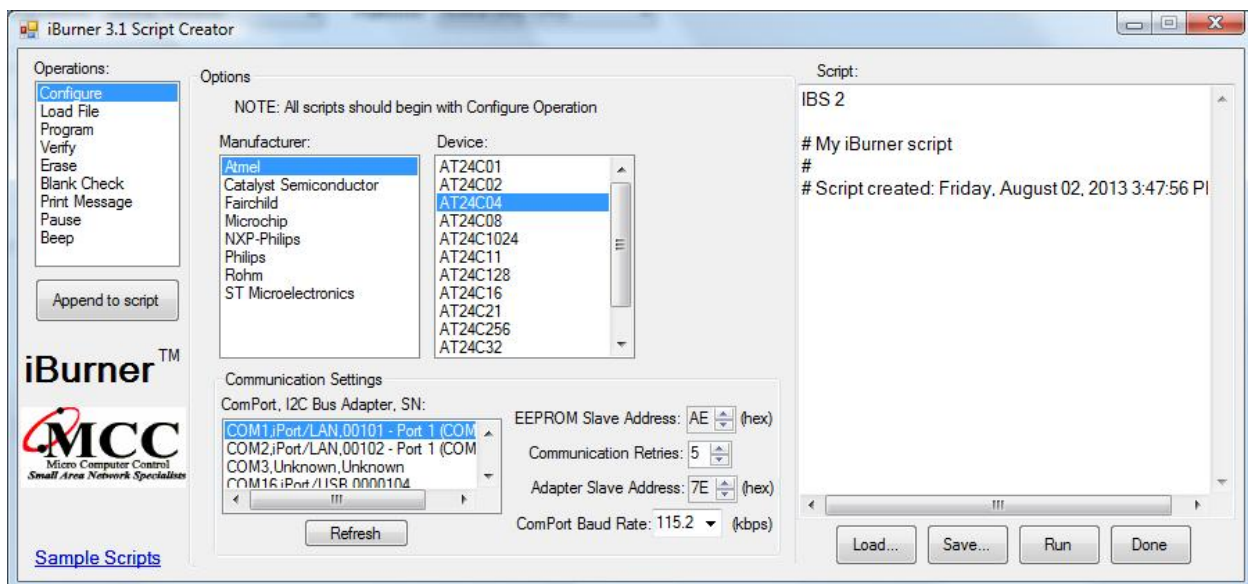 iBurner 3.1 Script Creator
Operations:
Configure
Load File
Program
Verify
Erase
Blank Check
Print Message
Pause
Beep
Append to script
iBurner™
MCC
Micro Computer Control
Small Area Network Specialists
Sample Scripts
Options
NOTE: All scripts should begin with Configure Operation
Manufacturer:
Atmel
Catalyst Semiconductor
Fairchild
Microchip
NXP-Philips
Philips
Rohm
ST Microelectronics
Device:
AT24C01
AT24C02
AT24C04
AT24C08
AT24C1024
AT24C11
AT24C128
AT24C16
AT24C21
AT24C256
AT24C32
Communication Settings
ComPort, I2C Bus Adapter, SN:
COM1,iPort/LAN,00101 - Port 1 (COM
COM2,iPort/LAN,00102 - Port 1 (COM
COM3,Unknown,Unknown
COM16,iPort/USB,0000104
Refresh
EEPROM Slave Address: AE (hex)
Communication Retries: 5
Adapter Slave Address: 7E (hex)
ComPort Baud Rate: 115.2 (kbps)
Script:
IBS 2
# My iBurner script
#
# Script created: Friday, August 02, 2013 3:47:56 P
Load...
Save...
Run
Done